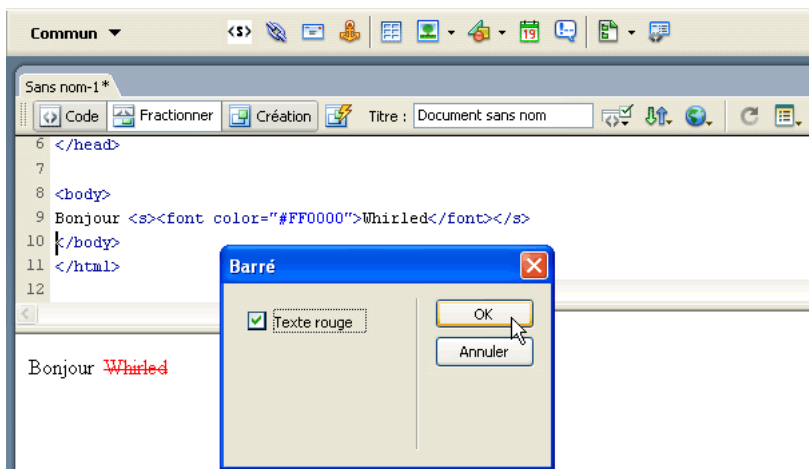 Commun <s> 19
Sans nom-1*
<> Code Fractionner Création Titre : Document sans nom
6 </head>
7
8 <body>
9 Bonjour <s><font color="#FF0000">Whirled</font></s>
10 </body>
11 </html>
12
Barré
Texte rouge
OK
Annuler
Bonjour Whirled